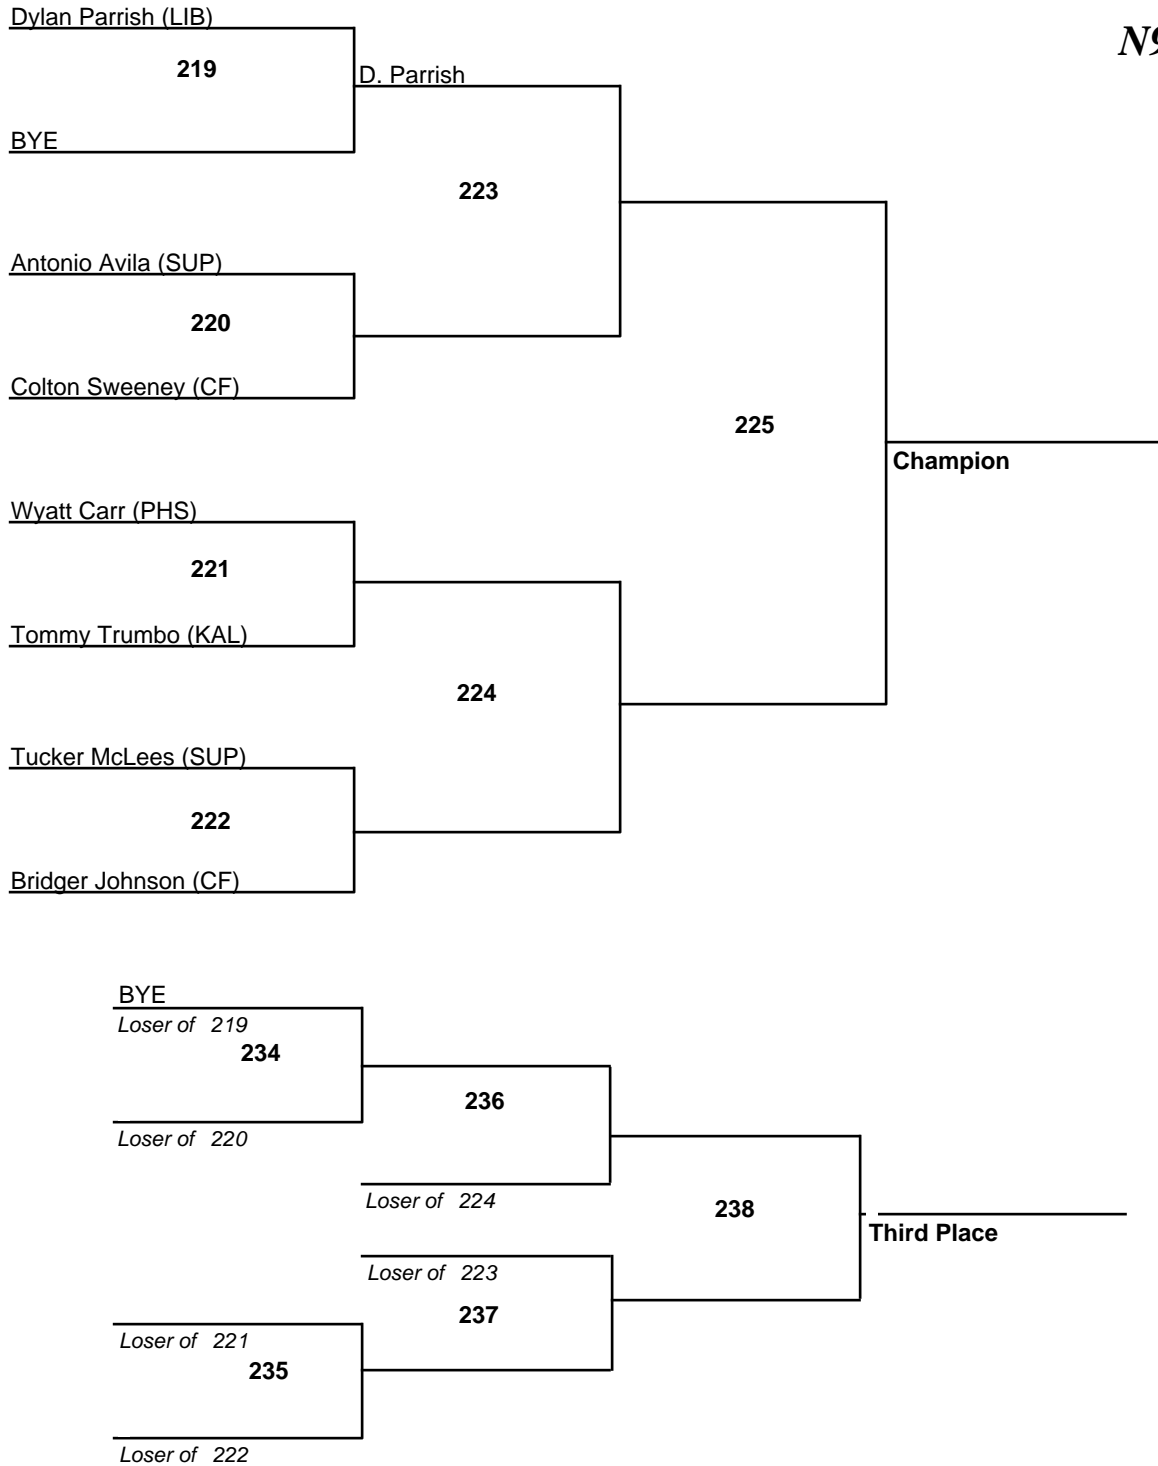 Dylan Parrish (LIB)
N9
219
D. Parrish
BYE
223
Antonio Avila (SUP)
220
Colton Sweeney (CF)
225
Champion
Wyatt Carr (PHS)
221
Tommy Trumbo (KAL)
224
Tucker McLees (SUP)
222
Bridger Johnson (CF)
BYE
Loser of 219
234
236
Loser of 220
Loser of 224
238
Third Place
Loser of 223
237
Loser of 221
235
Loser of 222